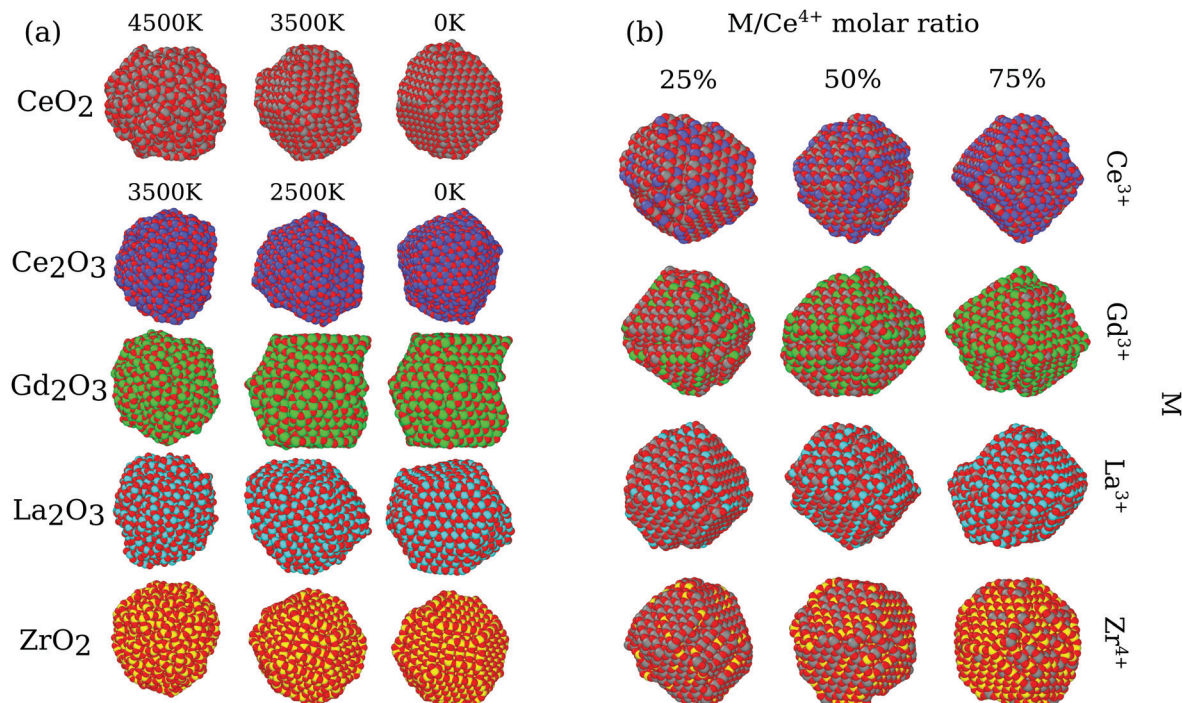 (a)
4500K 3500K 0K
CeO2
3500K 2500K 0K
Ce2O3
Gd2O3
La2O3
ZrO2
(b) M/Ce⁴⁺ molar ratio
25% 50% 75%
Ce³⁺
Gd³⁺
La³⁺
Zr⁴⁺
M